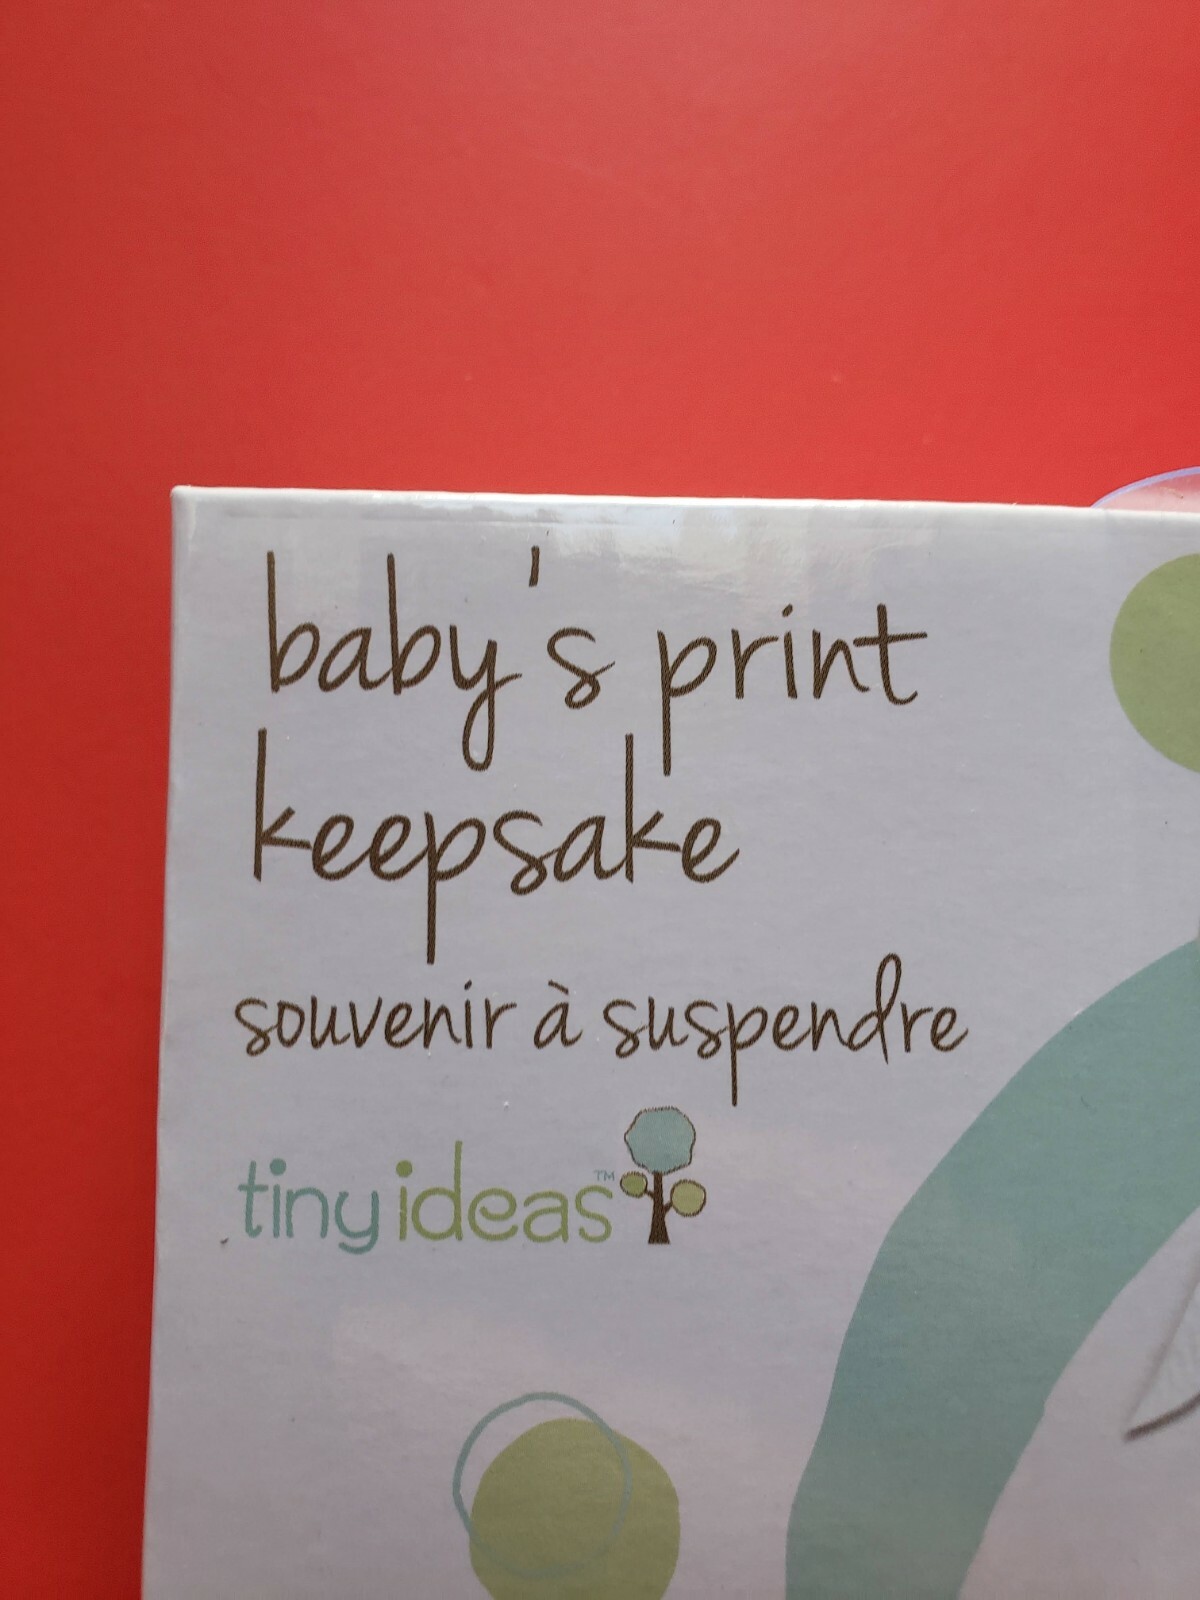 baby's print
keepsake
souvenir à suspendre
tiny ideas™